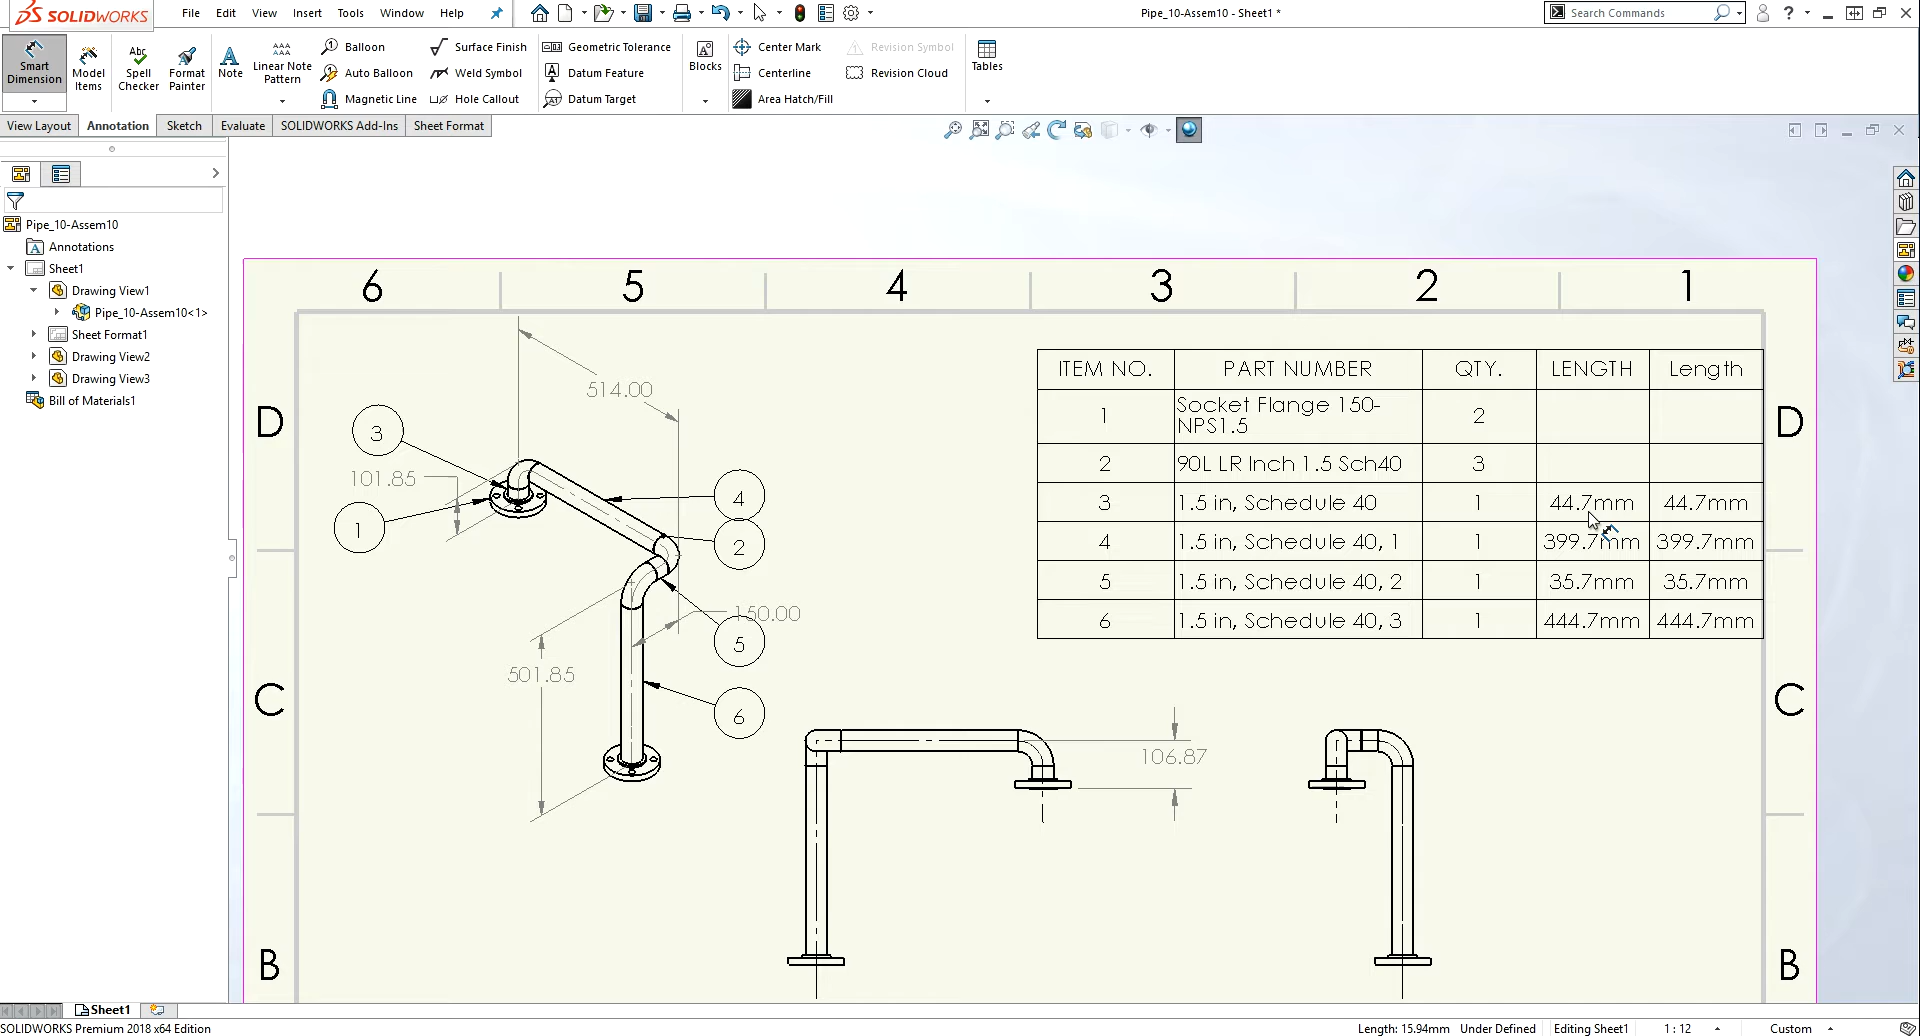 SOLIDWORKS
File Edit View Insert Tools Window Help
Pipe_10-Assem10 - Sheet1 *
Search Commands
Smart Dimension
Model Items
Spell Checker
Format Painter
Note
Linear Note Pattern
Balloon
Auto Balloon
Magnetic Line
Surface Finish
Weld Symbol
Hole Callout
Geometric Tolerance
Datum Feature
Datum Target
Blocks
Center Mark
Centerline
Area Hatch/Fill
Revision Symbol
Revision Cloud
Tables
View Layout Annotation Sketch Evaluate SOLIDWORKS Add-Ins Sheet Format
Pipe_10-Assem10
Annotations
Sheet1
Drawing View1
Pipe_10-Assem10<1>
Sheet Format1
Drawing View2
Drawing View3
Bill of Materials1
6 5 4 3 2 1
D D
C C
B B
514.00
3
101.85
1
4
2
150.00
5
501.85
6
ITEM NO. PART NUMBER QTY. LENGTH Length
1 Socket Flange 150-NPS1.5 2
2 90L LR Inch 1.5 Sch40 3
3 1.5 in, Schedule 40 1 44.7mm 44.7mm
4 1.5 in, Schedule 40, 1 1 399.7mm 399.7mm
5 1.5 in, Schedule 40, 2 1 35.7mm 35.7mm
6 1.5 in, Schedule 40, 3 1 444.7mm 444.7mm
106.87
Sheet1
SOLIDWORKS Premium 2018 x64 Edition
Length: 15.94mm Under Defined Editing Sheet1 1 : 12 Custom